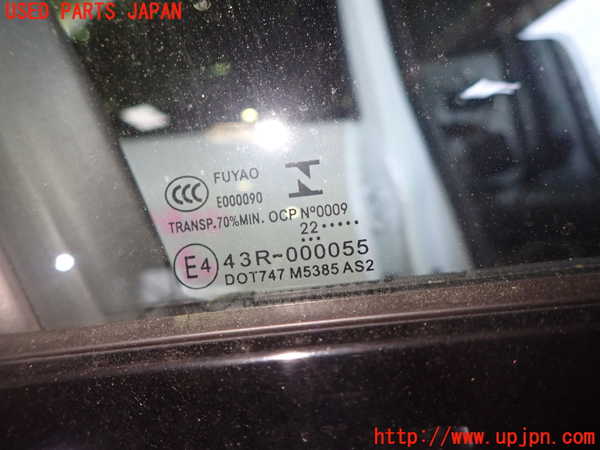 USED PARTS JAPAN
CCC
FUYAO
E000090
TRANSP.70%MIN. OCP Nº0009
22·····
···
E4
43R-000055
DOT747 M5385 AS2
http://www.upjpn.com/